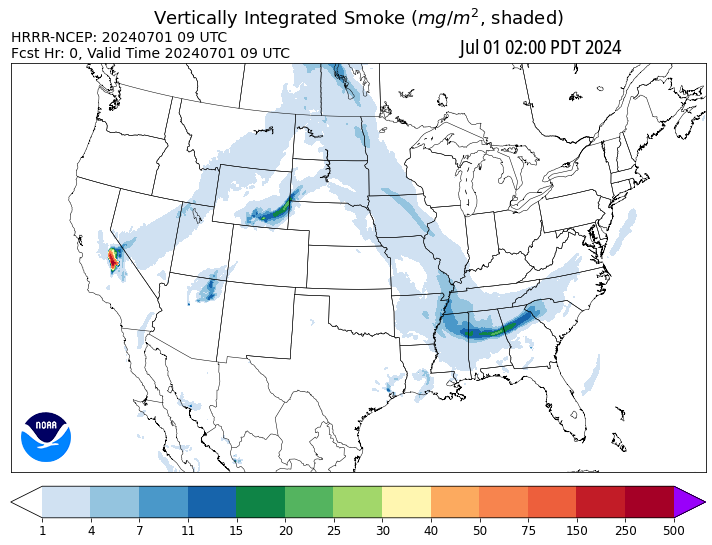 Vertically Integrated Smoke (mg/m², shaded)
HRRR-NCEP: 20240701 09 UTC
Fcst Hr: 0, Valid Time 20240701 09 UTC
Jul 01 02:00 PDT 2024
NOAA
1 4 7 11 15 20 25 30 40 50 75 150 250 500